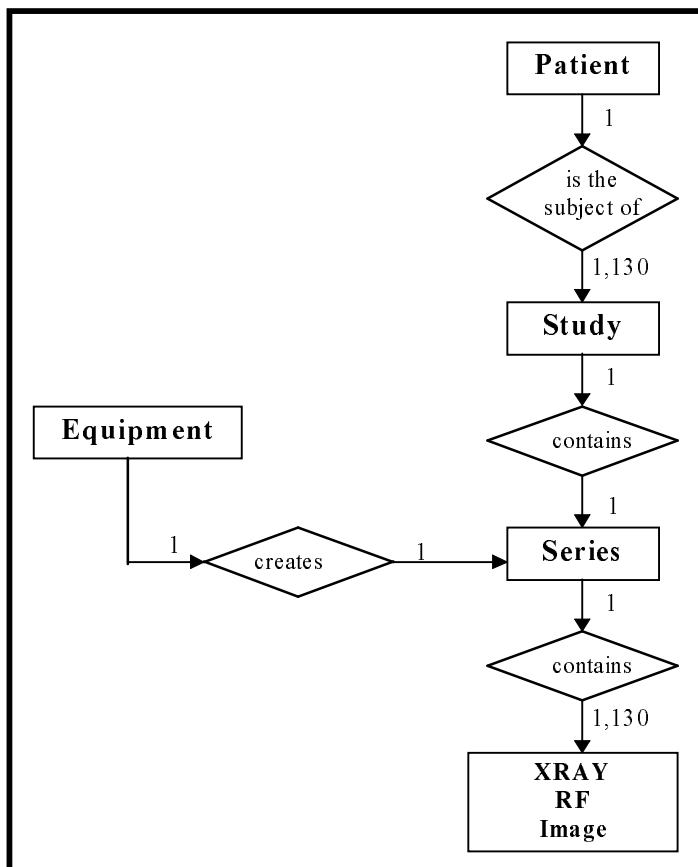 Patient
1
is the
subject of
1,130
Study
1
contains
1
Equipment
1
creates
1
Series
1
contains
1,130
XRAY
RF
Image